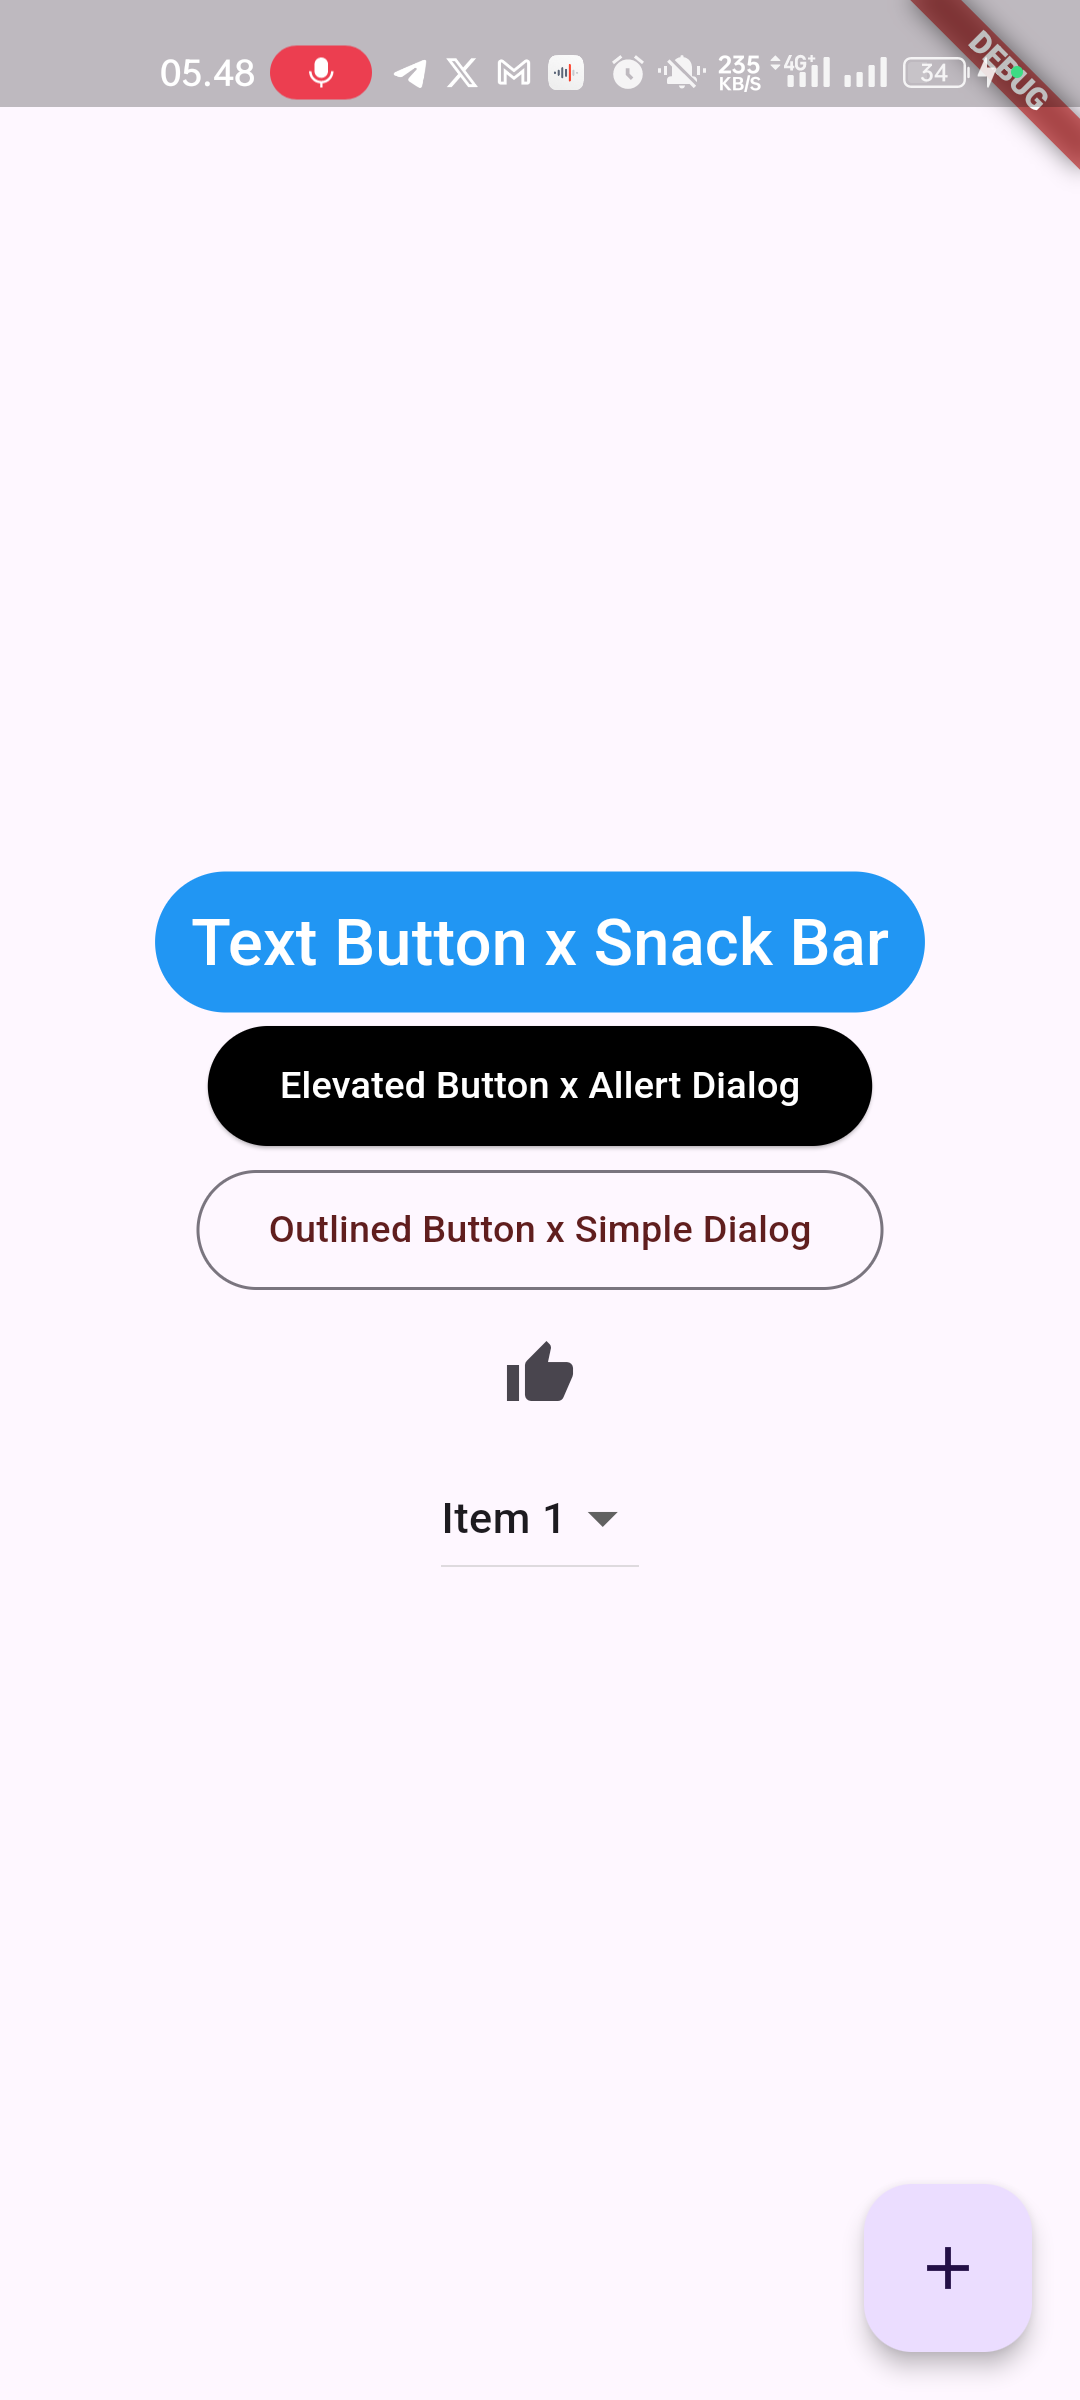 05.48 235 KB/S 4G+ 34
DEBUG
Text Button x Snack Bar
Elevated Button x Allert Dialog
Outlined Button x Simple Dialog
Item 1